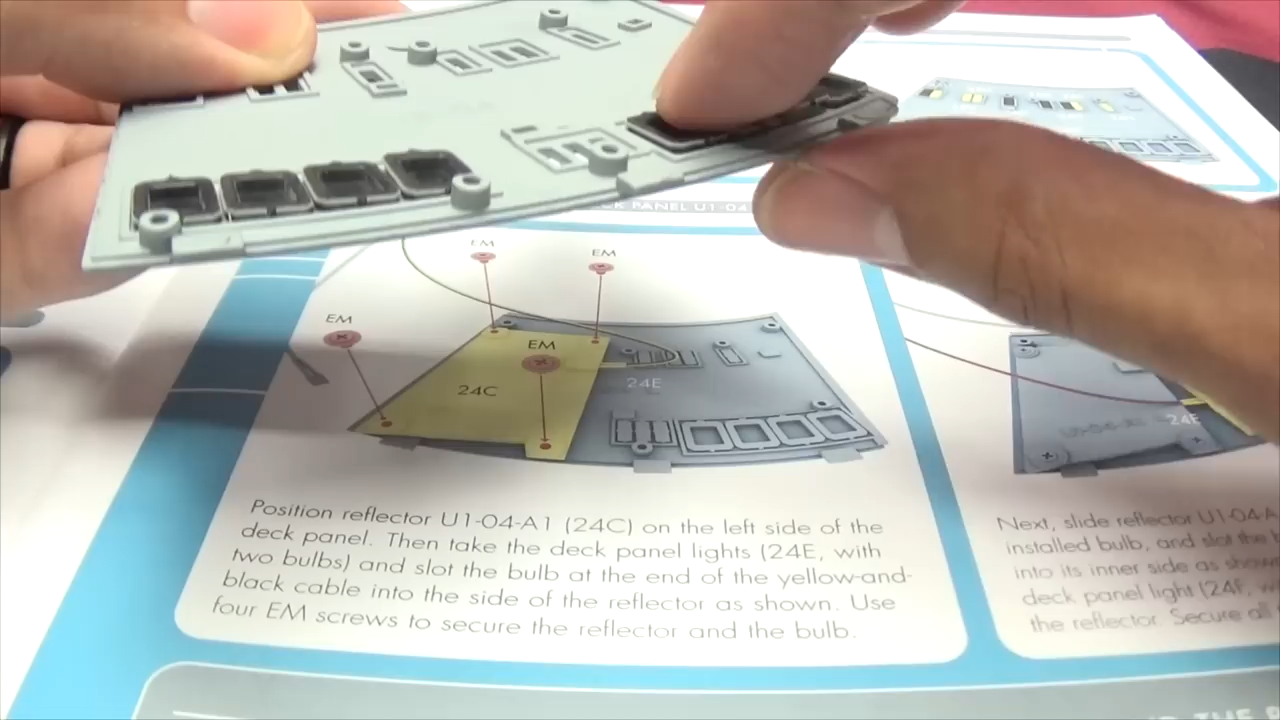 PANEL U1-04
EM
EM
EM
EM
24C
24E
24E
Position reflector U1-04-A1 (24C) on the left side of the
deck panel. Then take the deck panel lights (24E, with
two bulbs) and slot the bulb at the end of the yellow-and-
black cable into the side of the reflector as shown. Use
four EM screws to secure the reflector and the bulb.
Next, slide reflector U1-04-A
installed bulb, and slot the
into its inner side as show
deck panel light (24F,
the reflector. Secure all